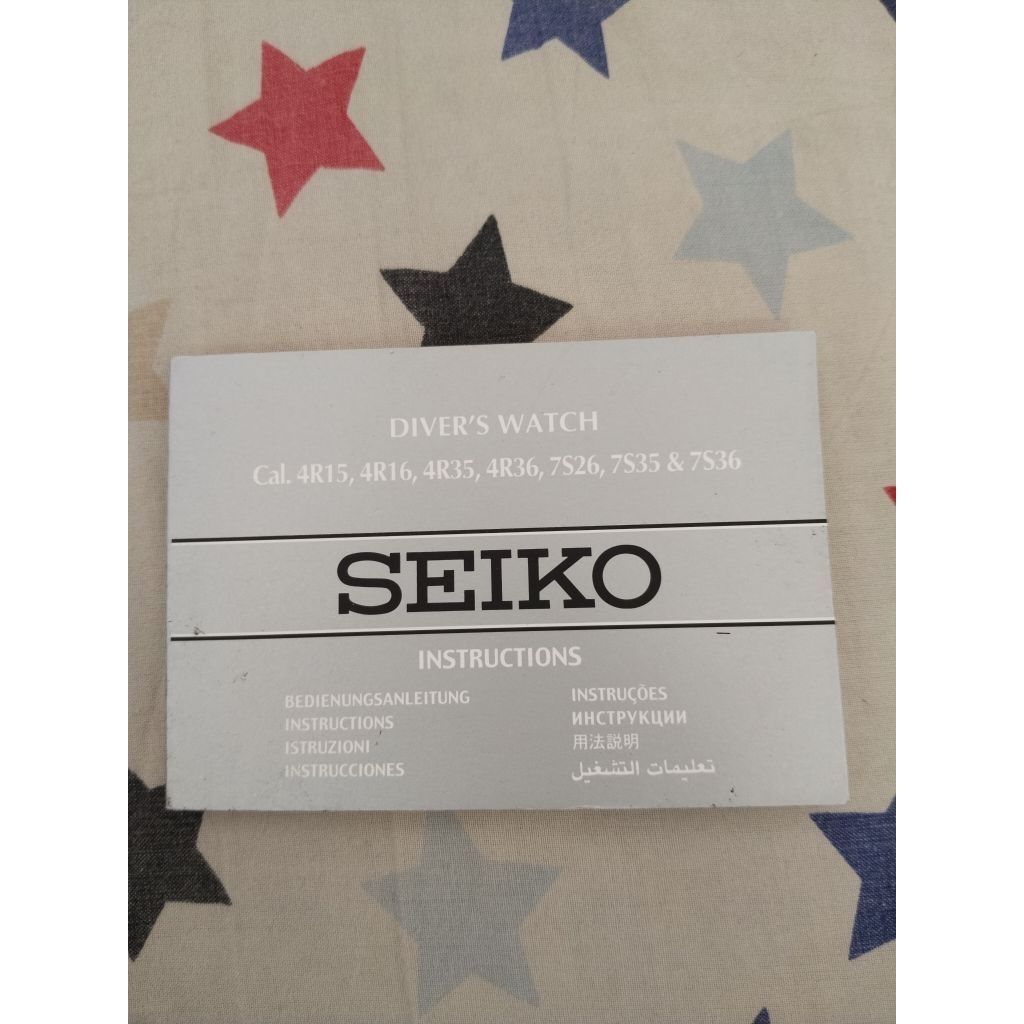 DIVER'S WATCH
Cal. 4R15, 4R16, 4R35, 4R36, 7S26, 7S35 & 7S36
SEIKO
INSTRUCTIONS
BEDIENUNGSANLEITUNG
INSTRUCTIONS
ISTRUZIONI
INSTRUCCIONES
INSTRUÇÕES
ИНСТРУКЦИИ
用法説明
تعليمات التشغيل